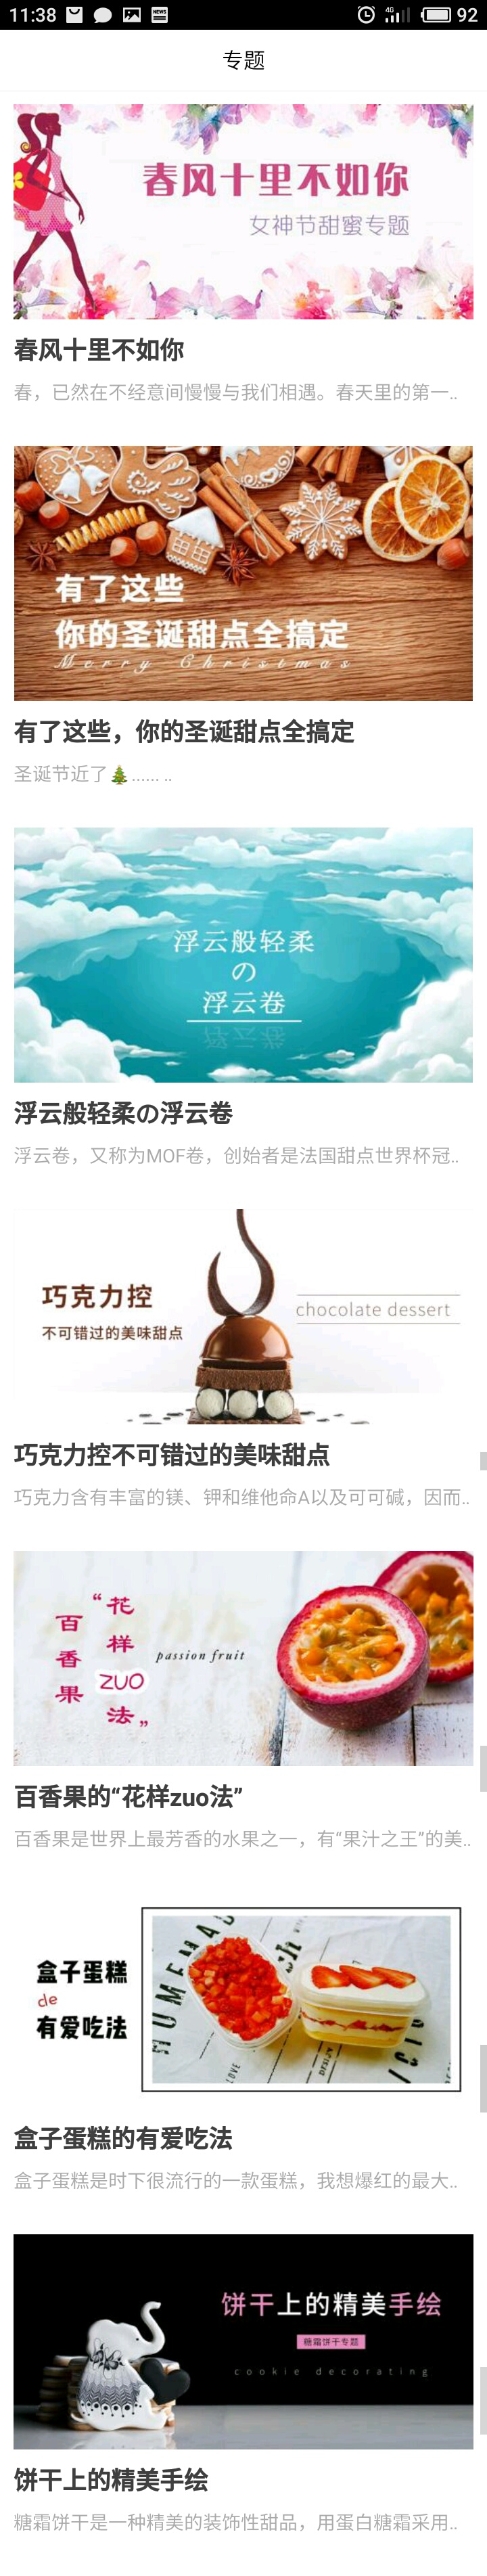 11:38
NEWS
4G
92
专题
春风十里不如你
女神节甜蜜专题
春风十里不如你
春，已然在不经意间慢慢与我们相遇。春天里的第一..
有了这些
你的圣诞甜点全搞定
Merry Christmas
有了这些，你的圣诞甜点全搞定
圣诞节近了🎄...... ..
浮云般轻柔
の
浮云卷
浮云般轻柔の浮云卷
浮云卷，又称为MOF卷，创始者是法国甜点世界杯冠..
巧克力控
不可错过的美味甜点
chocolate dessert
巧克力控不可错过的美味甜点
巧克力含有丰富的镁、钾和维他命A以及可可碱，因而..
百香果
“花样ZUO法”
passion fruit
百香果的“花样zuo法”
百香果是世界上最芳香的水果之一，有“果汁之王”的美..
盒子蛋糕
de
有爱吃法
盒子蛋糕的有爱吃法
盒子蛋糕是时下很流行的一款蛋糕，我想爆红的最大..
饼干上的精美手绘
糖霜饼干专题
cookie decorating
饼干上的精美手绘
糖霜饼干是一种精美的装饰性甜品，用蛋白糖霜采用..